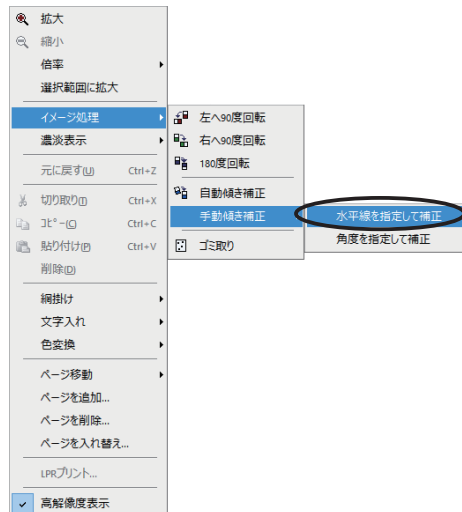 拡大
縮小
倍率
選択範囲に拡大
イメージ処理
濃淡表示
元に戻す(U) Ctrl+Z
切り取り(T) Ctrl+X
コピー(C) Ctrl+C
貼り付け(P) Ctrl+V
削除(D)
網掛け
文字入れ
色変換
ページ移動
ページを追加...
ページを削除...
ページを入れ替え...
LPRプリント...
高解像度表示
左へ90度回転
右へ90度回転
180度回転
自動傾き補正
手動傾き補正
ゴミ取り
水平線を指定して補正
角度を指定して補正